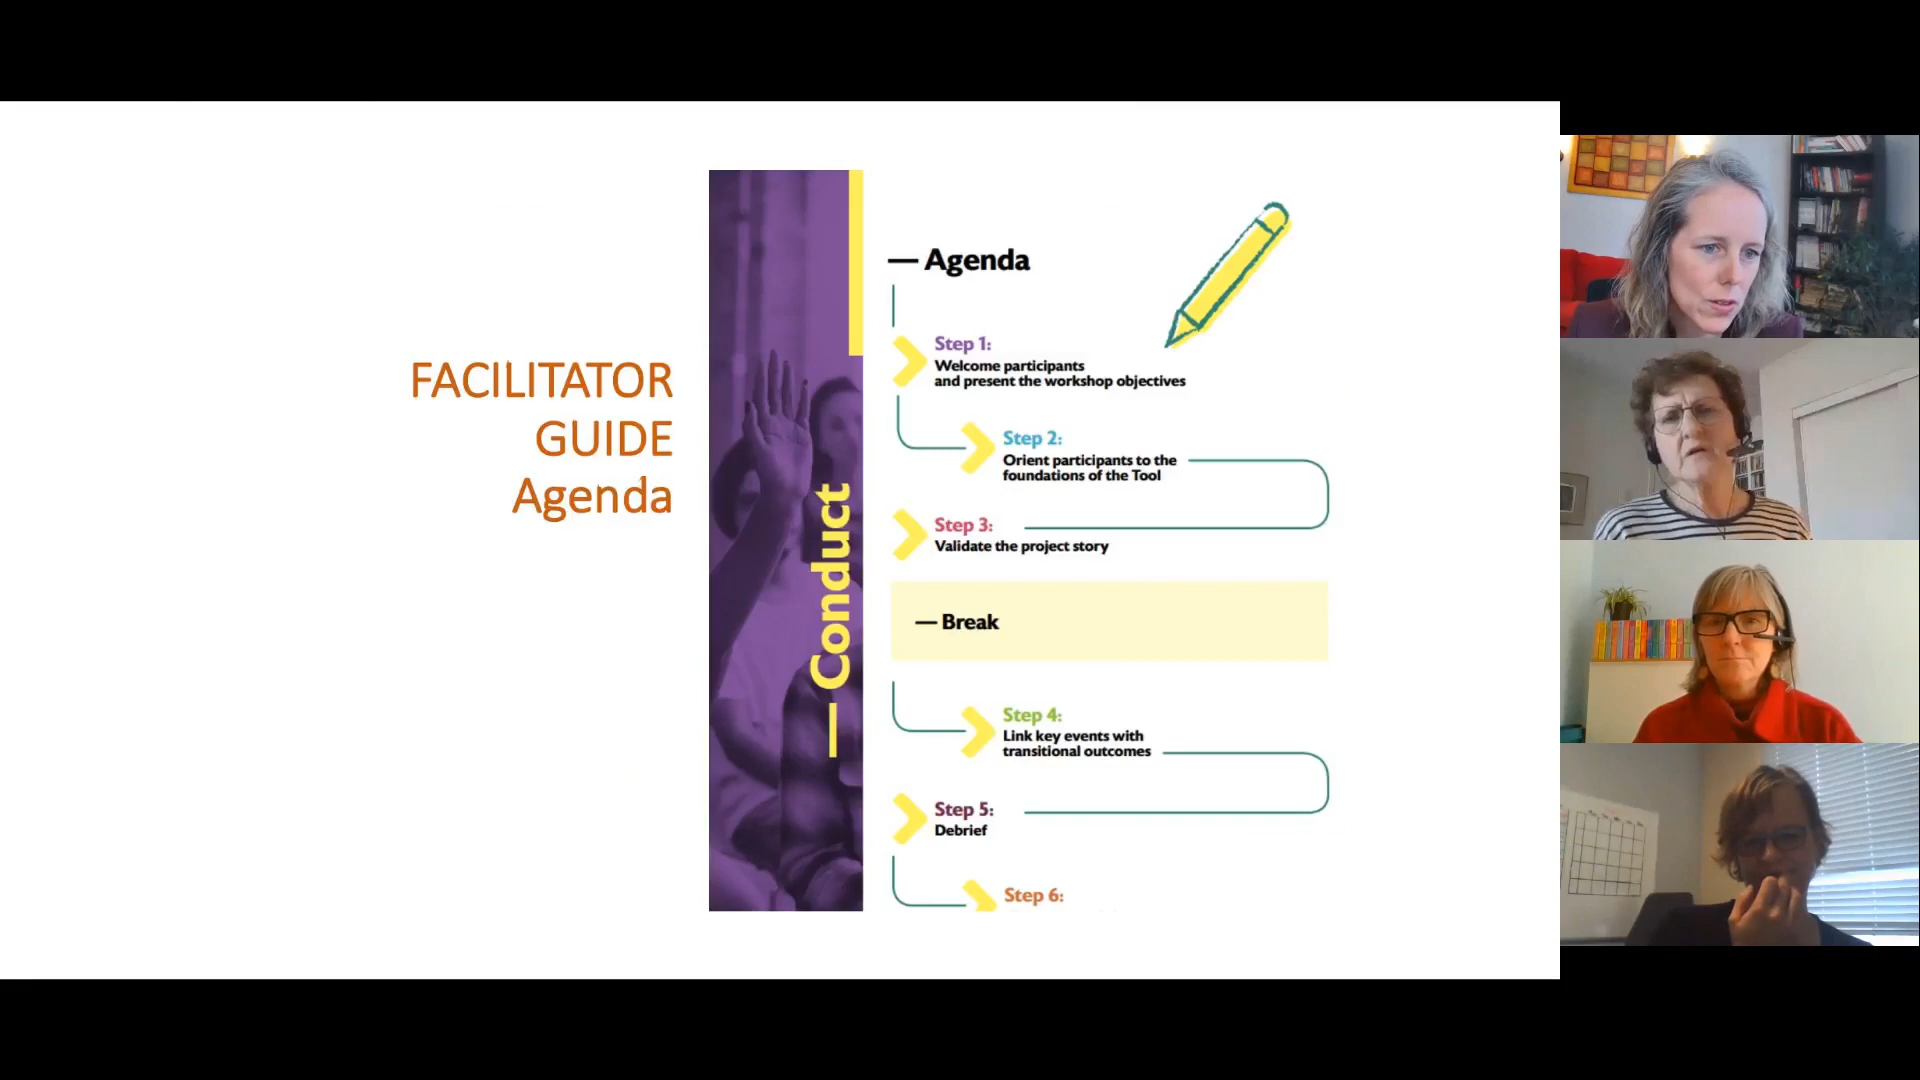 FACILITATOR
GUIDE
Agenda
— Conduct
— Agenda
Step 1:
Welcome participants
and present the workshop objectives
Step 2:
Orient participants to the
foundations of the Tool
Step 3:
Validate the project story
— Break
Step 4:
Link key events with
transitional outcomes
Step 5:
Debrief
Step 6: